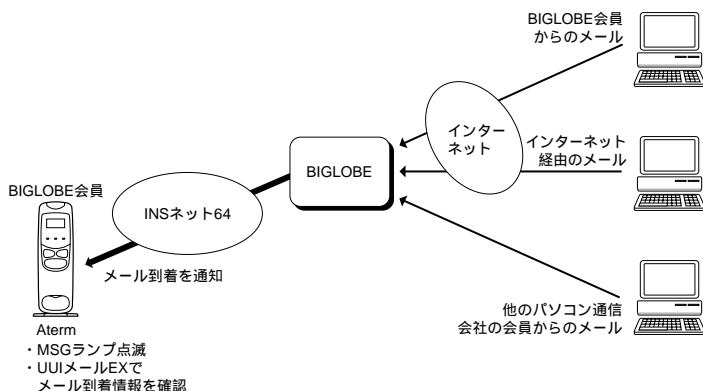 BIGLOBE会員
からのメール
インター
ネット
インターネット
経由のメール
BIGLOBE
BIGLOBE会員
INSネット64
メール到着を通知
他のパソコン通信
会社の会員からのメール
Aterm
・MSGランプ点滅
・UUIメールEXで
メール到着情報を確認